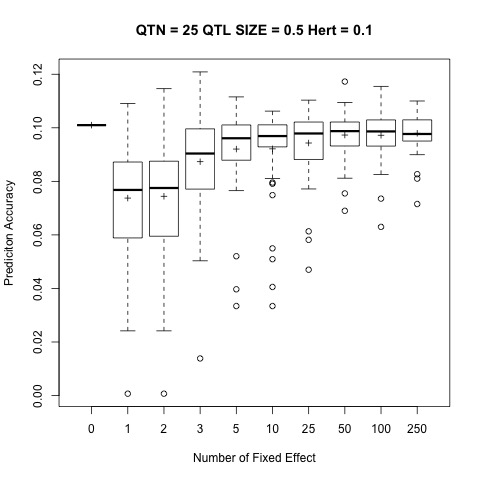 QTN = 25 QTL SIZE = 0.5 Hert = 0.1
Prediciton Accuracy
0.12
0.10
0.08
0.06
0.04
0.02
0.00
0 1 2 3 5 10 25 50 100 250
Number of Fixed Effect